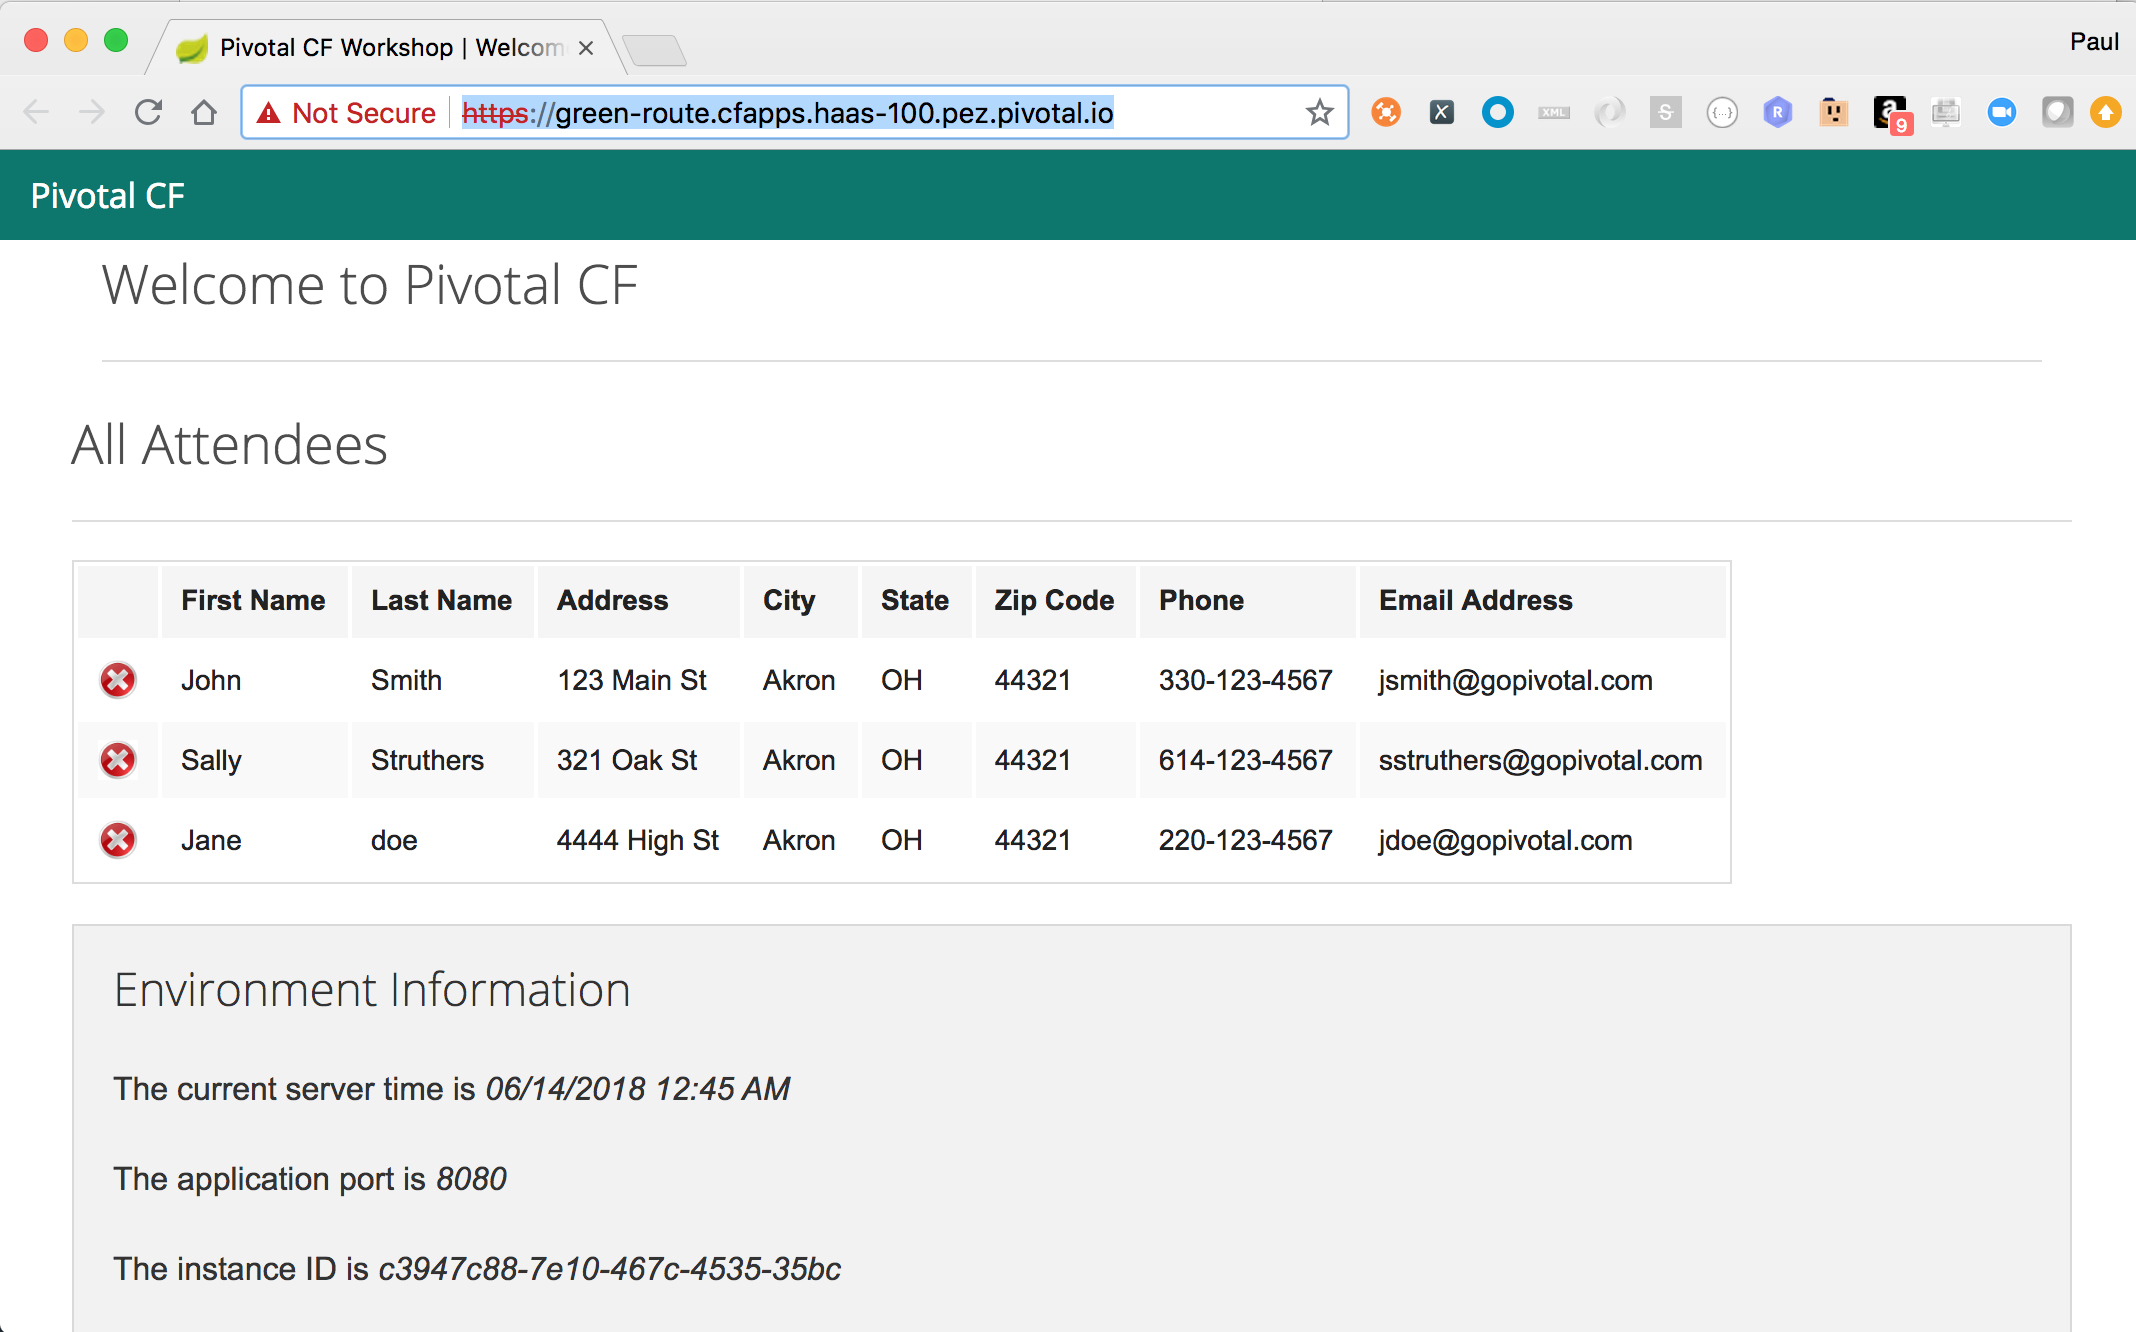 Pivotal CF Workshop | Welcom
Paul
Not Secure https://green-route.cfapps.haas-100.pez.pivotal.io
X XML S {...} R a 9
Pivotal CF
Welcome to Pivotal CF
All Attendees
First Name Last Name Address City State Zip Code Phone Email Address
John Smith 123 Main St Akron OH 44321 330-123-4567 jsmith@gopivotal.com
Sally Struthers 321 Oak St Akron OH 44321 614-123-4567 sstruthers@gopivotal.com
Jane doe 4444 High St Akron OH 44321 220-123-4567 jdoe@gopivotal.com
Environment Information
The current server time is 06/14/2018 12:45 AM
The application port is 8080
The instance ID is c3947c88-7e10-467c-4535-35bc